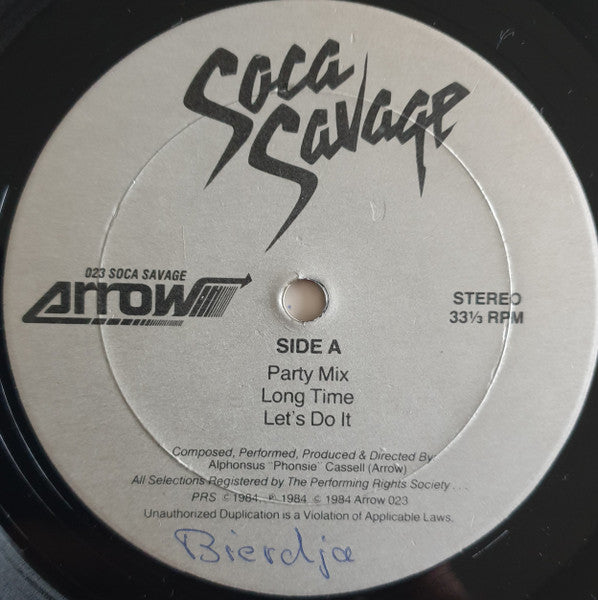 Soca
Savage
023 SOCA SAVAGE
Arrow
STEREO
33⅓ RPM
SIDE A
Party Mix
Long Time
Let's Do It
Composed, Performed, Produced & Directed By
Alphonsus "Phonsie" Cassell (Arrow)
All Selections Registered by The Performing Rights Society . . .
PRS © 1984 ℗ 1984 © 1984 Arrow 023
Unauthorized Duplication is a Violation of Applicable Laws.
Bierdja